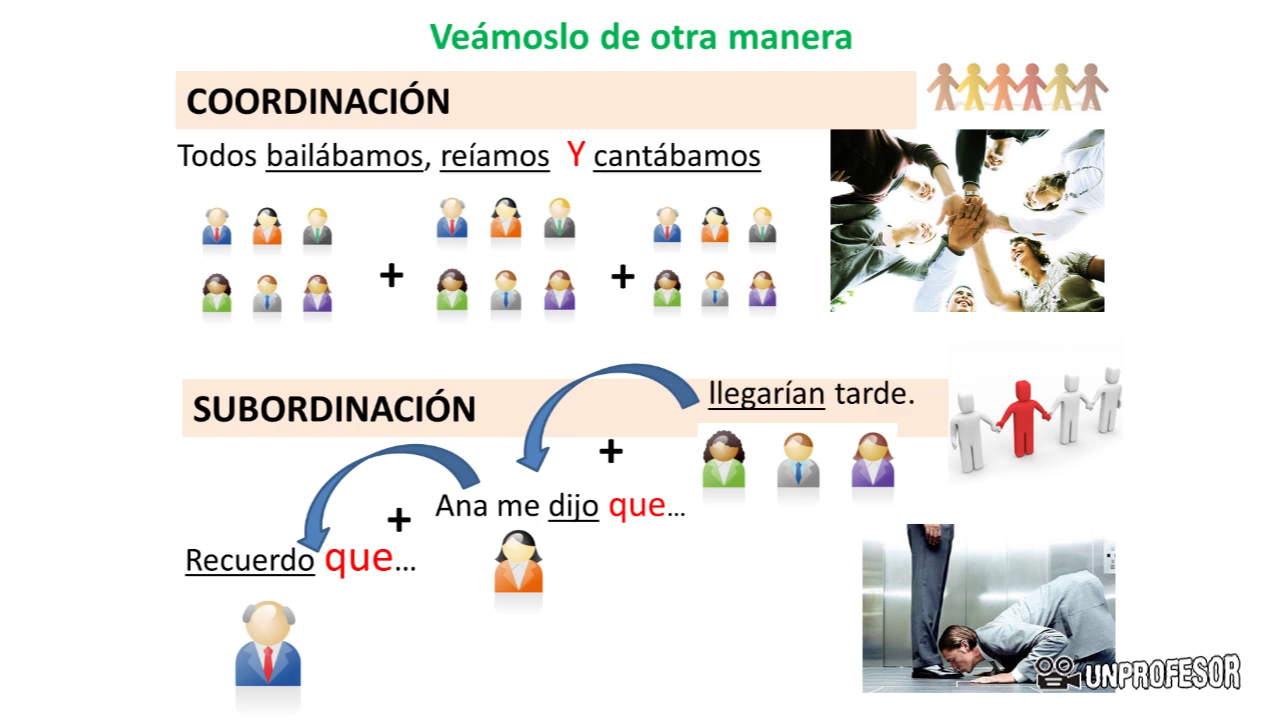 Veámoslo de otra manera
COORDINACIÓN
Todos bailábamos, reíamos Y cantábamos
+ +
SUBORDINACIÓN
llegarían tarde.
+
Ana me dijo que...
+
Recuerdo que...
UNPROFESOR